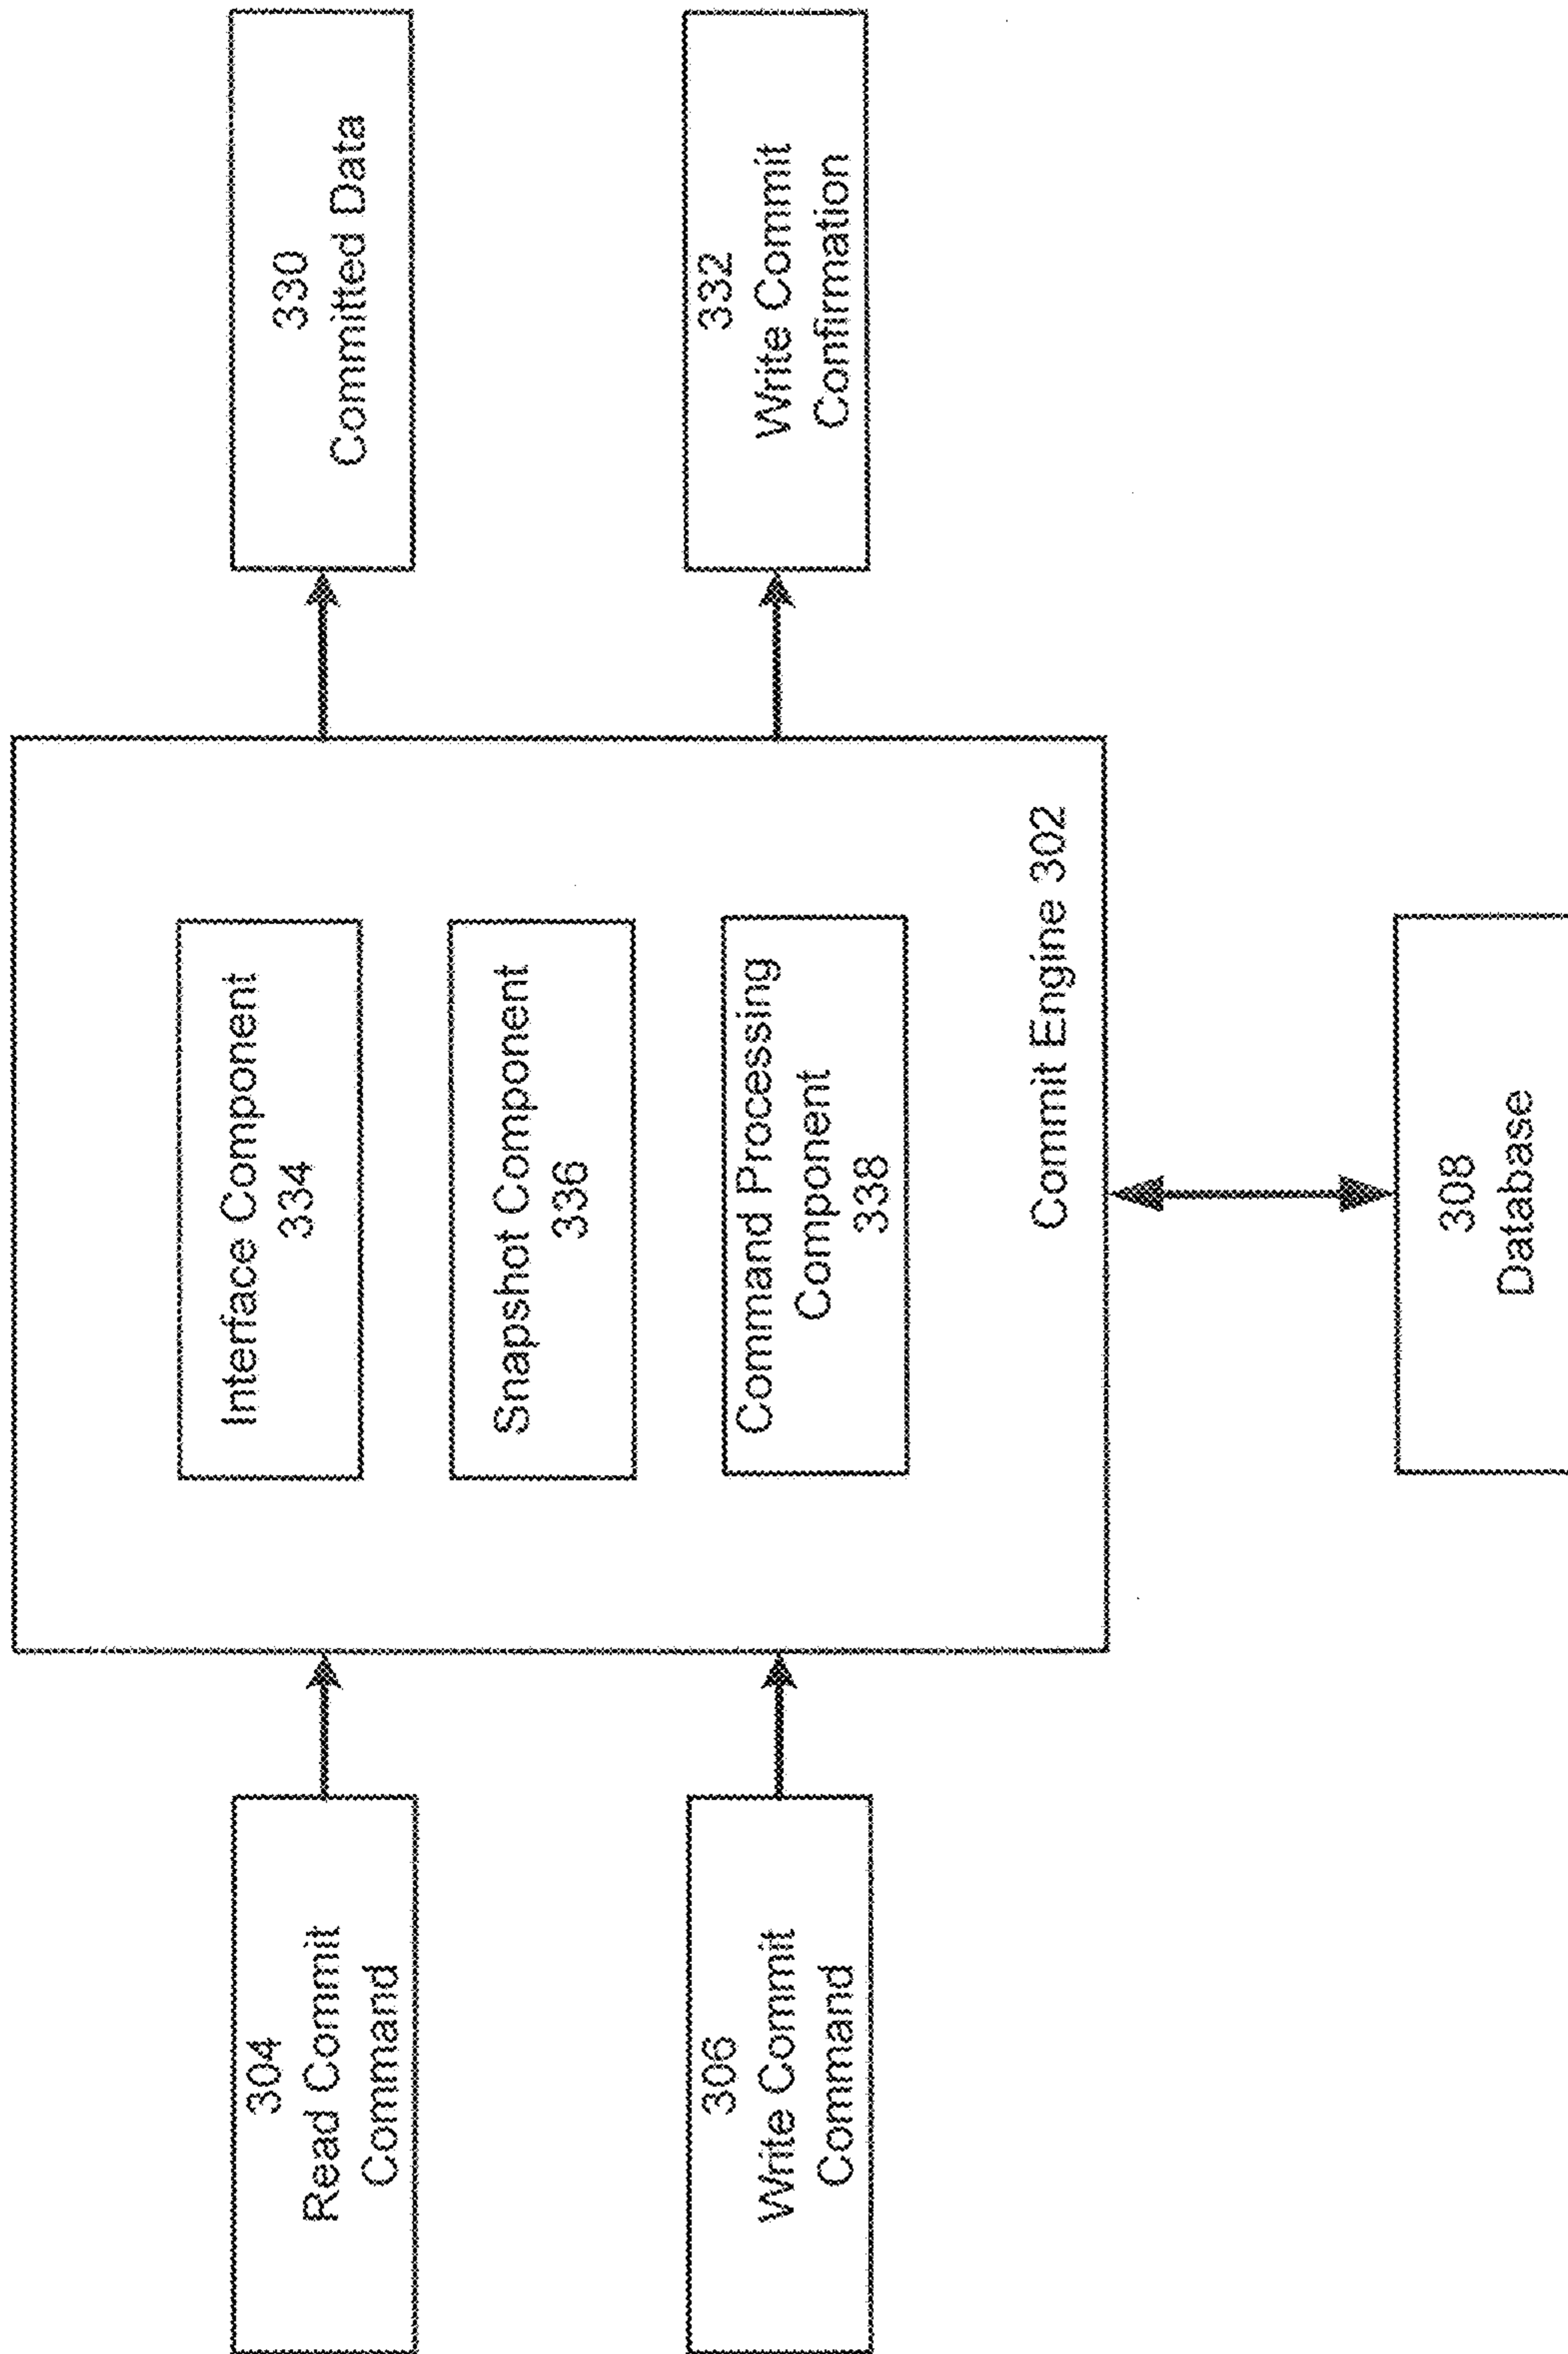 304
Read Commit
Command
306
Write Commit
Command
Interface Component
334
Snapshot Component
336
Command Processing
Component
338
Commit Engine 302
308
Database
330
Committed Data
332
Write Commit
Confirmation